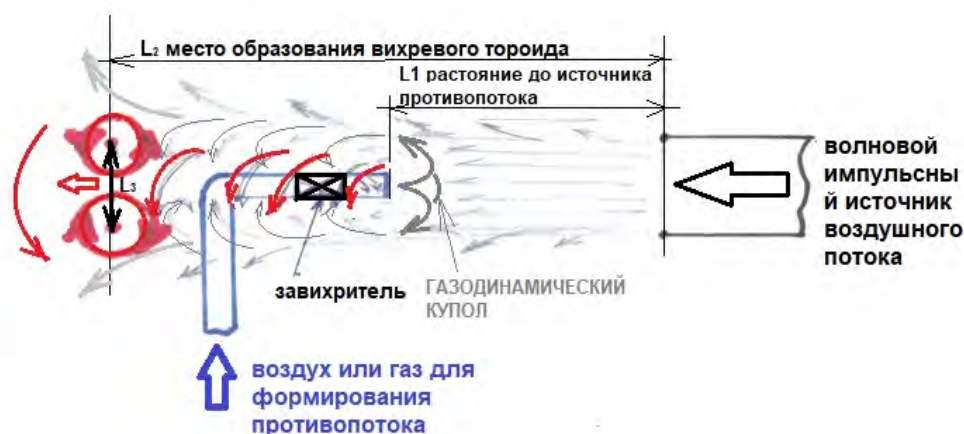 L₂ место образования вихревого тороида
L1 растояние до источника
противопотока
L₃
волновой
импульсны
й источник
воздушного
потока
завихритель
ГАЗОДИНАМИЧЕСКИЙ
КУПОЛ
воздух или газ для
формирования
противопотока